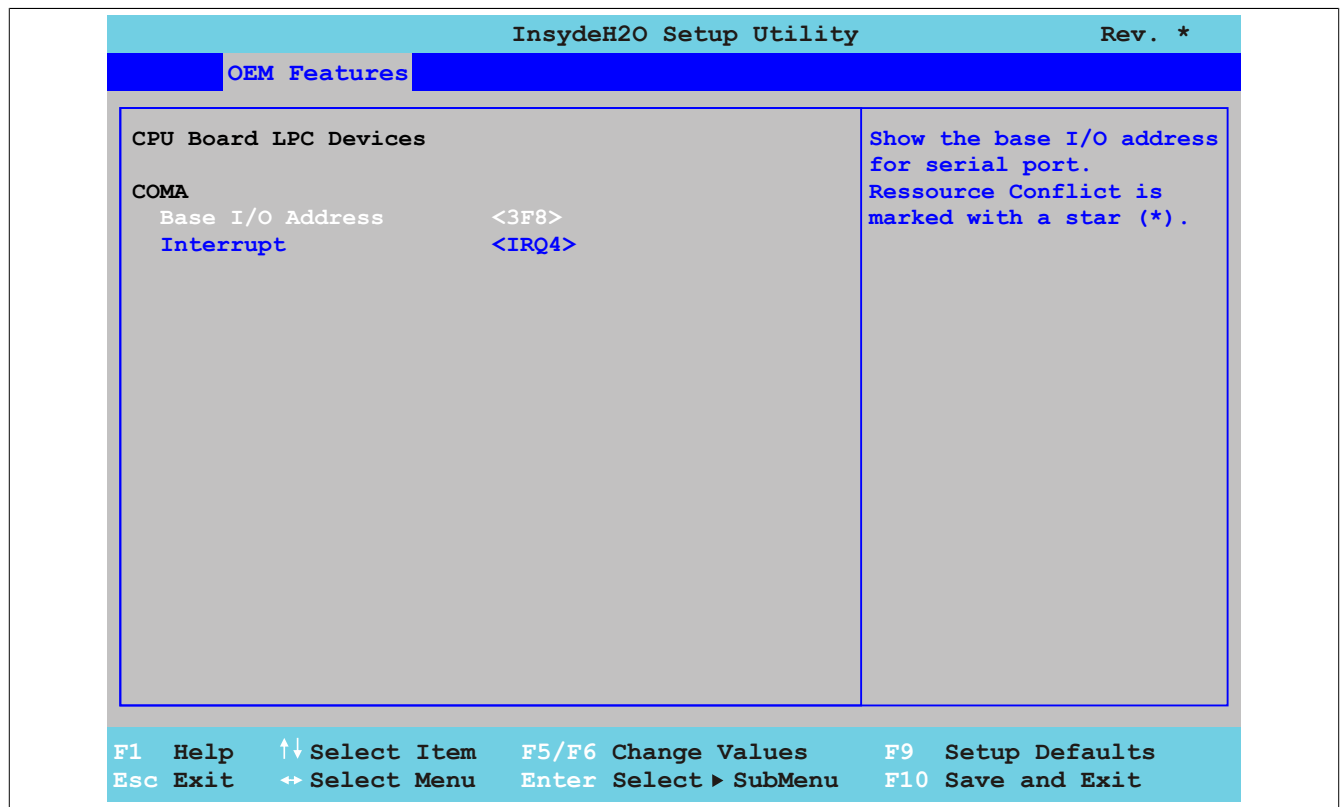 InsydeH2O Setup Utility Rev. *
OEM Features
CPU Board LPC Devices
COMA
Base I/O Address <3F8>
Interrupt <IRQ4>
Show the base I/O address
for serial port.
Ressource Conflict is
marked with a star (*).
F1 Help ↑↓ Select Item F5/F6 Change Values F9 Setup Defaults
Esc Exit ↔ Select Menu Enter Select ▶ SubMenu F10 Save and Exit